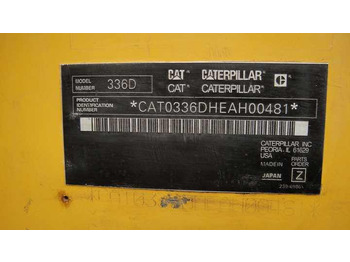 MODEL NUMBER 336D CAT CATERPILLAR C
CAT CATERPILLAR
PRODUCT IDENTIFICATION NUMBER *CAT0336DHEAH00481*
CATERPILLAR INC
PEORIA, IL 61629
USA
MADE IN JAPAN
PARTS ORDER Z